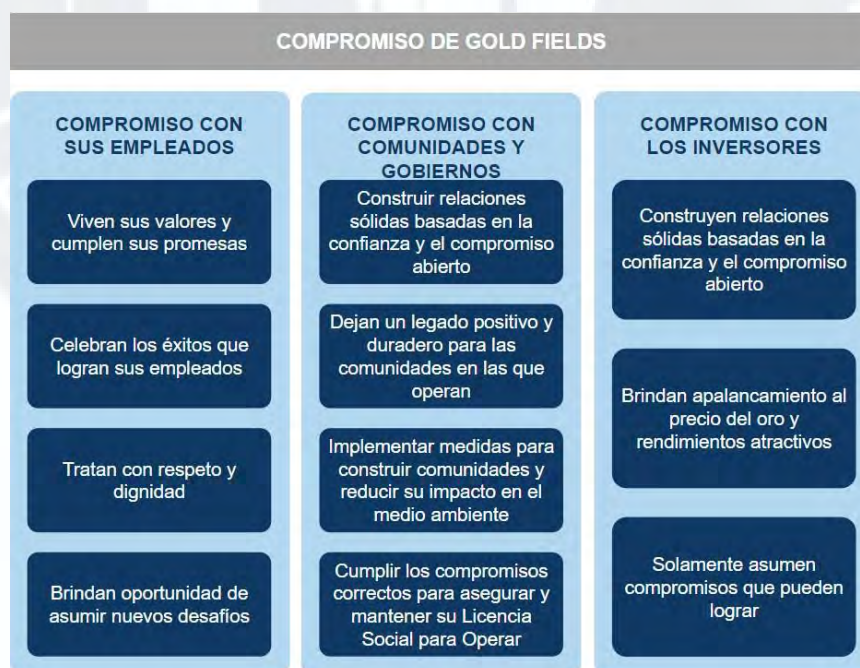 COMPROMISO DE GOLD FIELDS
COMPROMISO CON
SUS EMPLEADOS
Viven sus valores y
cumplen sus promesas
Celebran los éxitos que
logran sus empleados
Tratan con respeto y
dignidad
Brindan oportunidad de
asumir nuevos desafíos
COMPROMISO CON
COMUNIDADES Y
GOBIERNOS
Construir relaciones
sólidas basadas en la
confianza y el compromiso
abierto
Dejan un legado positivo y
duradero para las
comunidades en las que
operan
Implementar medidas para
construir comunidades y
reducir su impacto en el
medio ambiente
Cumplir los compromisos
correctos para asegurar y
mantener su Licencia
Social para Operar
COMPROMISO CON
LOS INVERSORES
Construyen relaciones
sólidas basadas en la
confianza y el compromiso
abierto
Brindan apalancamiento al
precio del oro y
rendimientos atractivos
Solamente asumen
compromisos que pueden
lograr